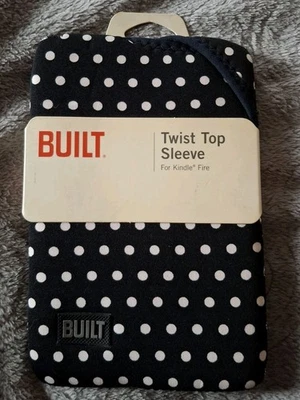 BUILT®
Twist Top
Sleeve
For Kindle® Fire
BUILT